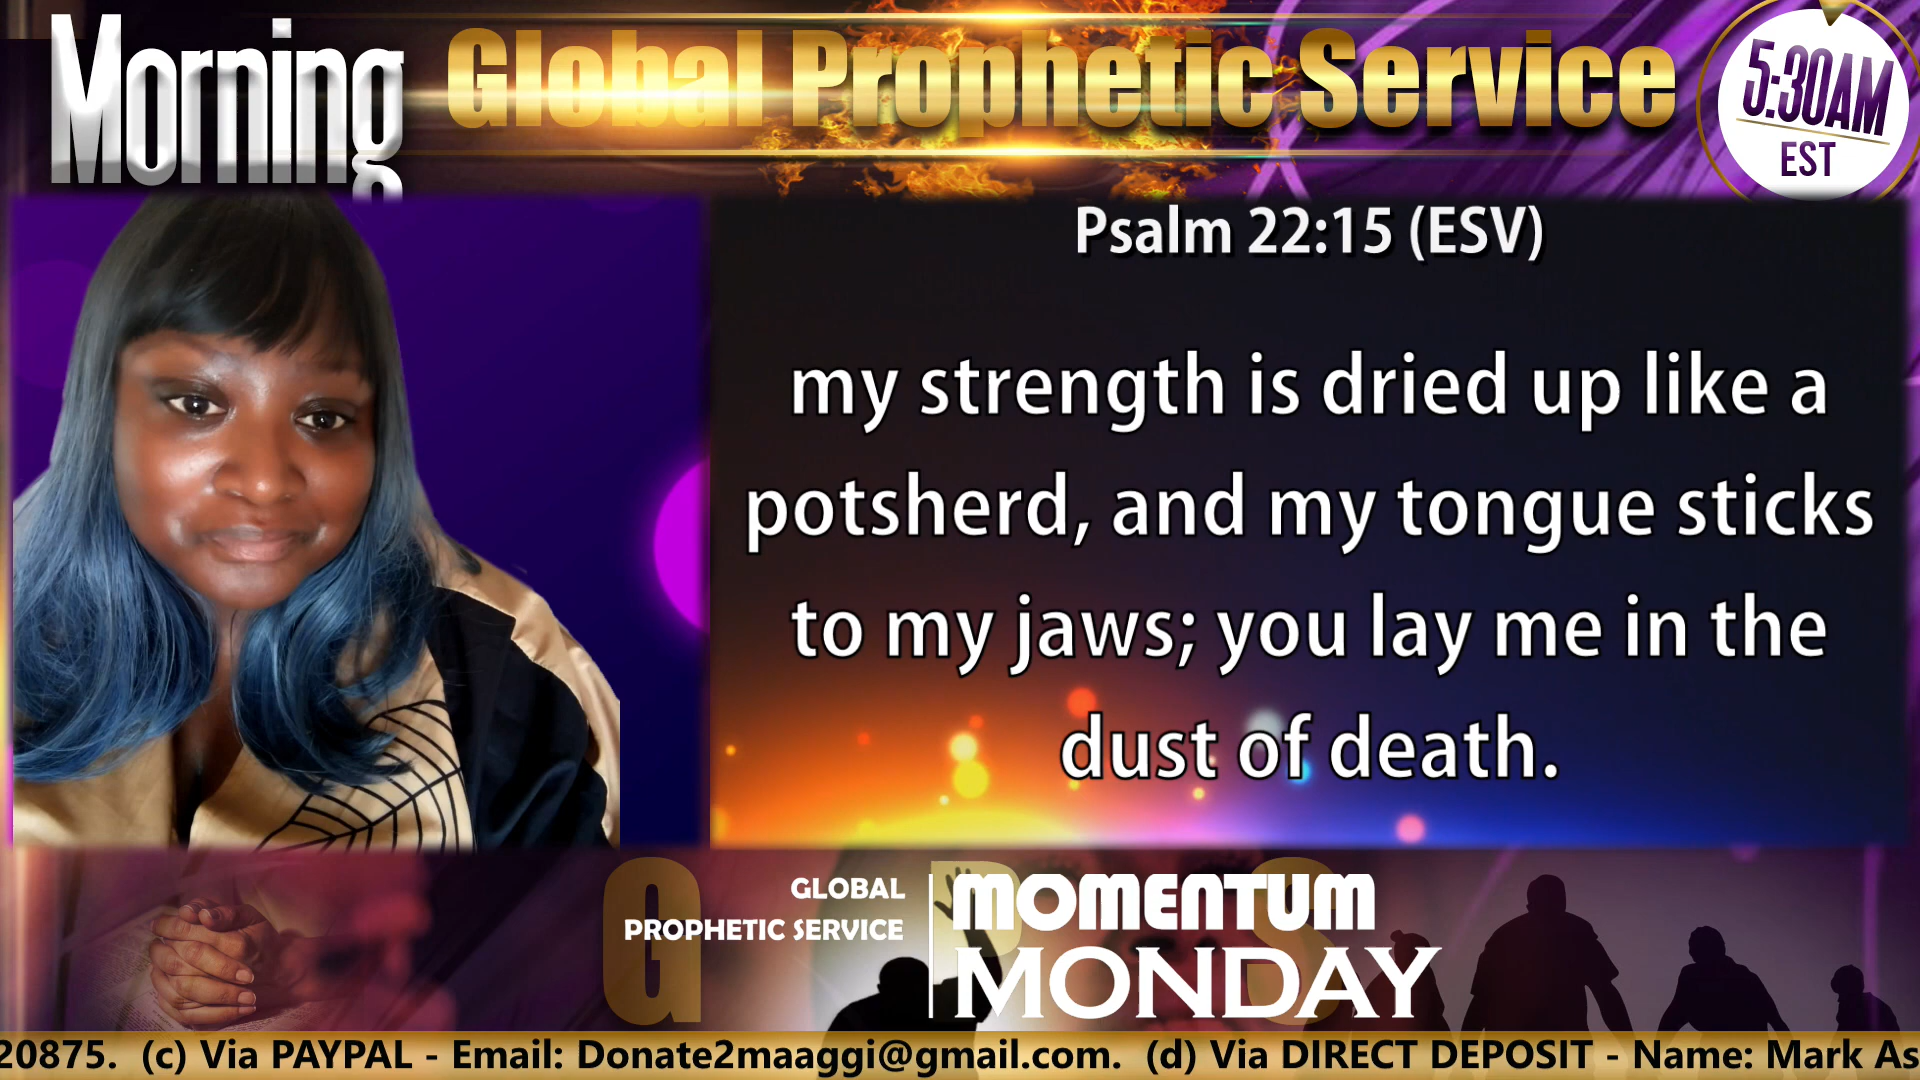 Morning Global Prophetic Service
5:30AM
EST
Psalm 22:15 (ESV)
my strength is dried up like a
potsherd, and my tongue sticks
to my jaws; you lay me in the
dust of death.
G P S
GLOBAL
PROPHETIC SERVICE
MOMENTUM
MONDAY
20875. (c) Via PAYPAL - Email: Donate2maaggi@gmail.com. (d) Via DIRECT DEPOSIT - Name: Mark As